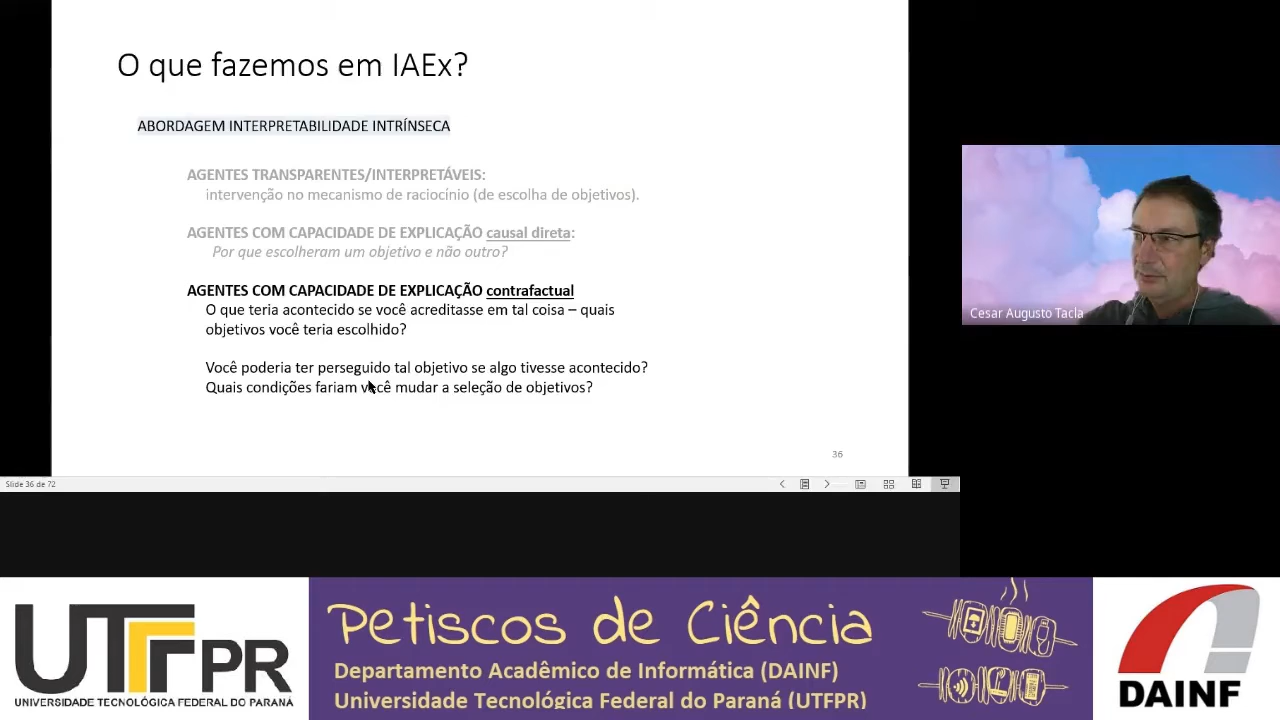 O que fazemos em IAEx?
ABORDAGEM INTERPRETABILIDADE INTRÍNSECA
AGENTES TRANSPARENTES/INTERPRETÁVEIS:
intervenção no mecanismo de raciocínio (de escolha de objetivos).
AGENTES COM CAPACIDADE DE EXPLICAÇÃO causal direta:
Por que escolheram um objetivo e não outro?
AGENTES COM CAPACIDADE DE EXPLICAÇÃO contrafactual
O que teria acontecido se você acreditasse em tal coisa – quais
objetivos você teria escolhido?
Você poderia ter perseguido tal objetivo se algo tivesse acontecido?
Quais condições fariam você mudar a seleção de objetivos?
36
Slide 36 de 72
Cesar Augusto Tacla
UTFPR
UNIVERSIDADE TECNOLÓGICA FEDERAL DO PARANÁ
Petiscos de Ciência
Departamento Acadêmico de Informática (DAINF)
Universidade Tecnológica Federal do Paraná (UTFPR)
DAINF